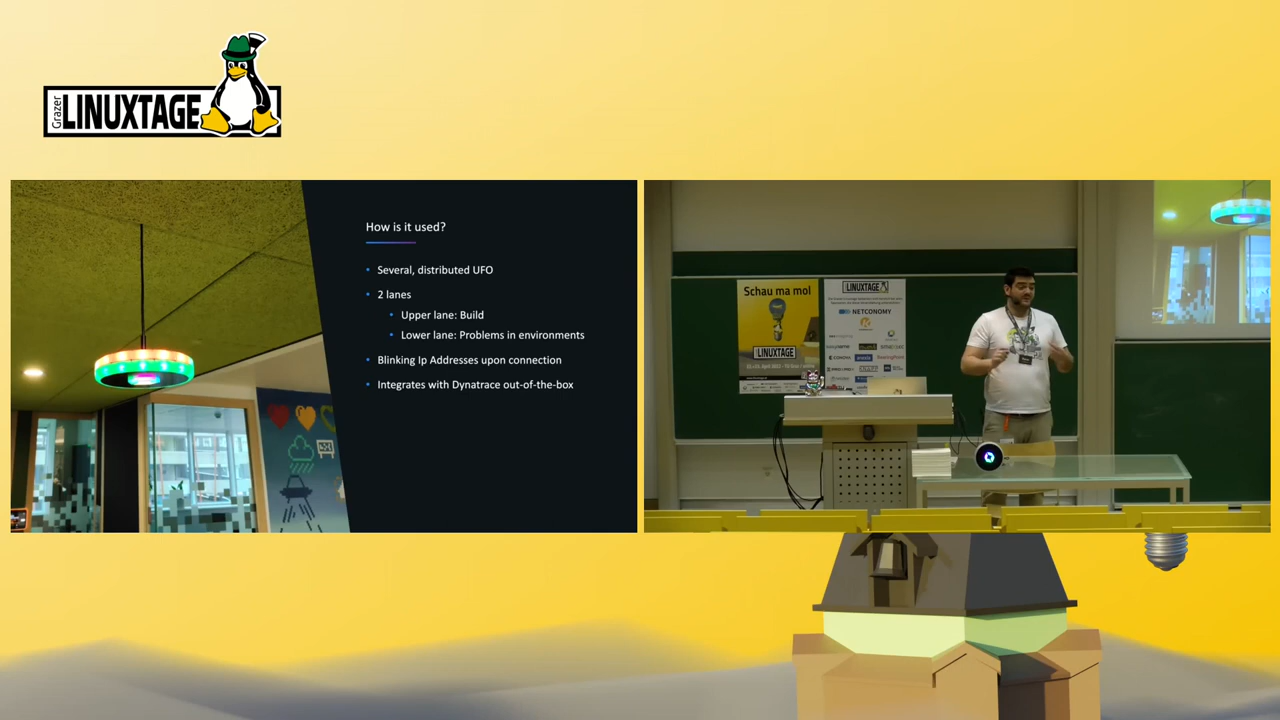 Grazer
LINUXTAGE
How is it used?
• Several, distributed UFO
• 2 lanes
• Upper lane: Build
• Lower lane: Problems in environments
• Blinking Ip Addresses upon connection
• Integrates with Dynatrace out-of-the-box
Schau ma mol
LINUXTAGE
LINUXTAGE
NETCONOMY